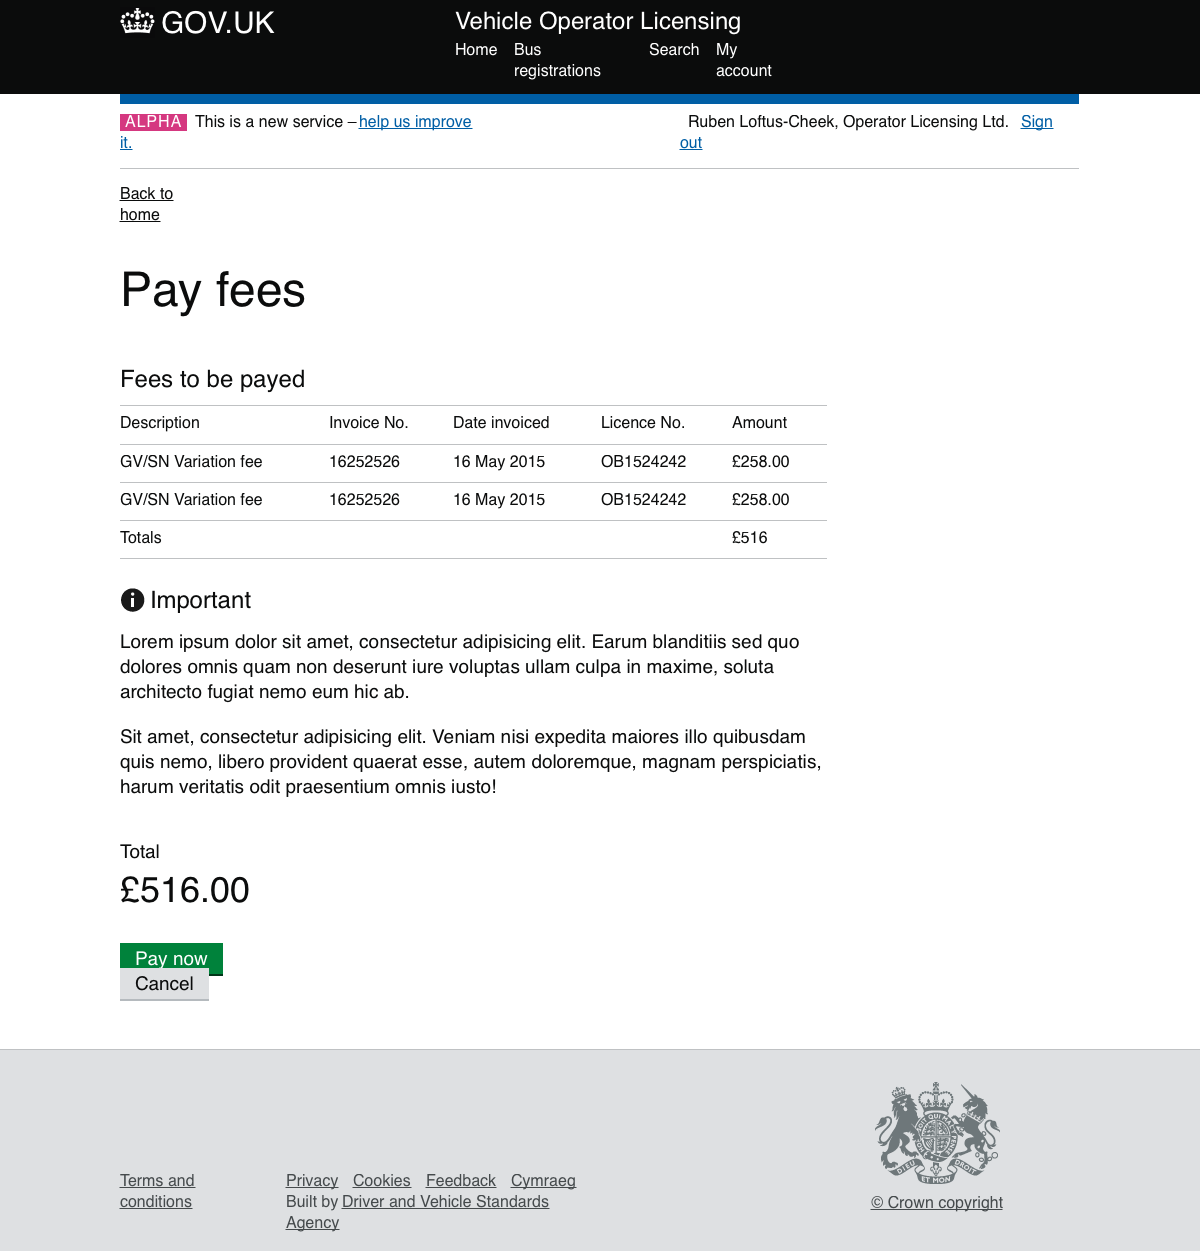 GOV.UK
Vehicle Operator Licensing
Home Bus registrations Search My account
ALPHA This is a new service – help us improve it.
Ruben Loftus-Cheek, Operator Licensing Ltd. Sign out
Back to
home
Pay fees
Fees to be payed
Description Invoice No. Date invoiced Licence No. Amount
GV/SN Variation fee 16252526 16 May 2015 OB1524242 £258.00
GV/SN Variation fee 16252526 16 May 2015 OB1524242 £258.00
Totals £516
Important
Lorem ipsum dolor sit amet, consectetur adipisicing elit. Earum blanditiis sed quo
dolores omnis quam non deserunt iure voluptas ullam culpa in maxime, soluta
architecto fugiat nemo eum hic ab.
Sit amet, consectetur adipisicing elit. Veniam nisi expedita maiores illo quibusdam
quis nemo, libero provident quaerat esse, autem doloremque, magnam perspiciatis,
harum veritatis odit praesentium omnis iusto!
Total
£516.00
Pay now
Cancel
Terms and
conditions
Privacy Cookies Feedback Cymraeg
Built by Driver and Vehicle Standards
Agency
DIEU ET MON DROIT
© Crown copyright